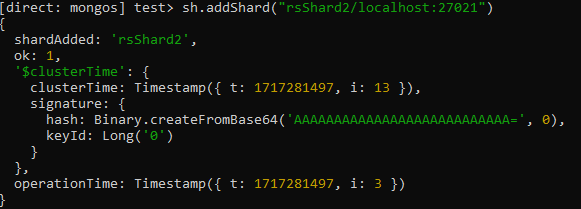 [direct: mongos] test> sh.addShard("rsShard2/localhost:27021")
{
  shardAdded: 'rsShard2',
  ok: 1,
  '$clusterTime': {
    clusterTime: Timestamp({ t: 1717281497, i: 13 }),
    signature: {
      hash: Binary.createFromBase64('AAAAAAAAAAAAAAAAAAAAAAAAAAA=', 0),
      keyId: Long('0')
    }
  },
  operationTime: Timestamp({ t: 1717281497, i: 3 })
}